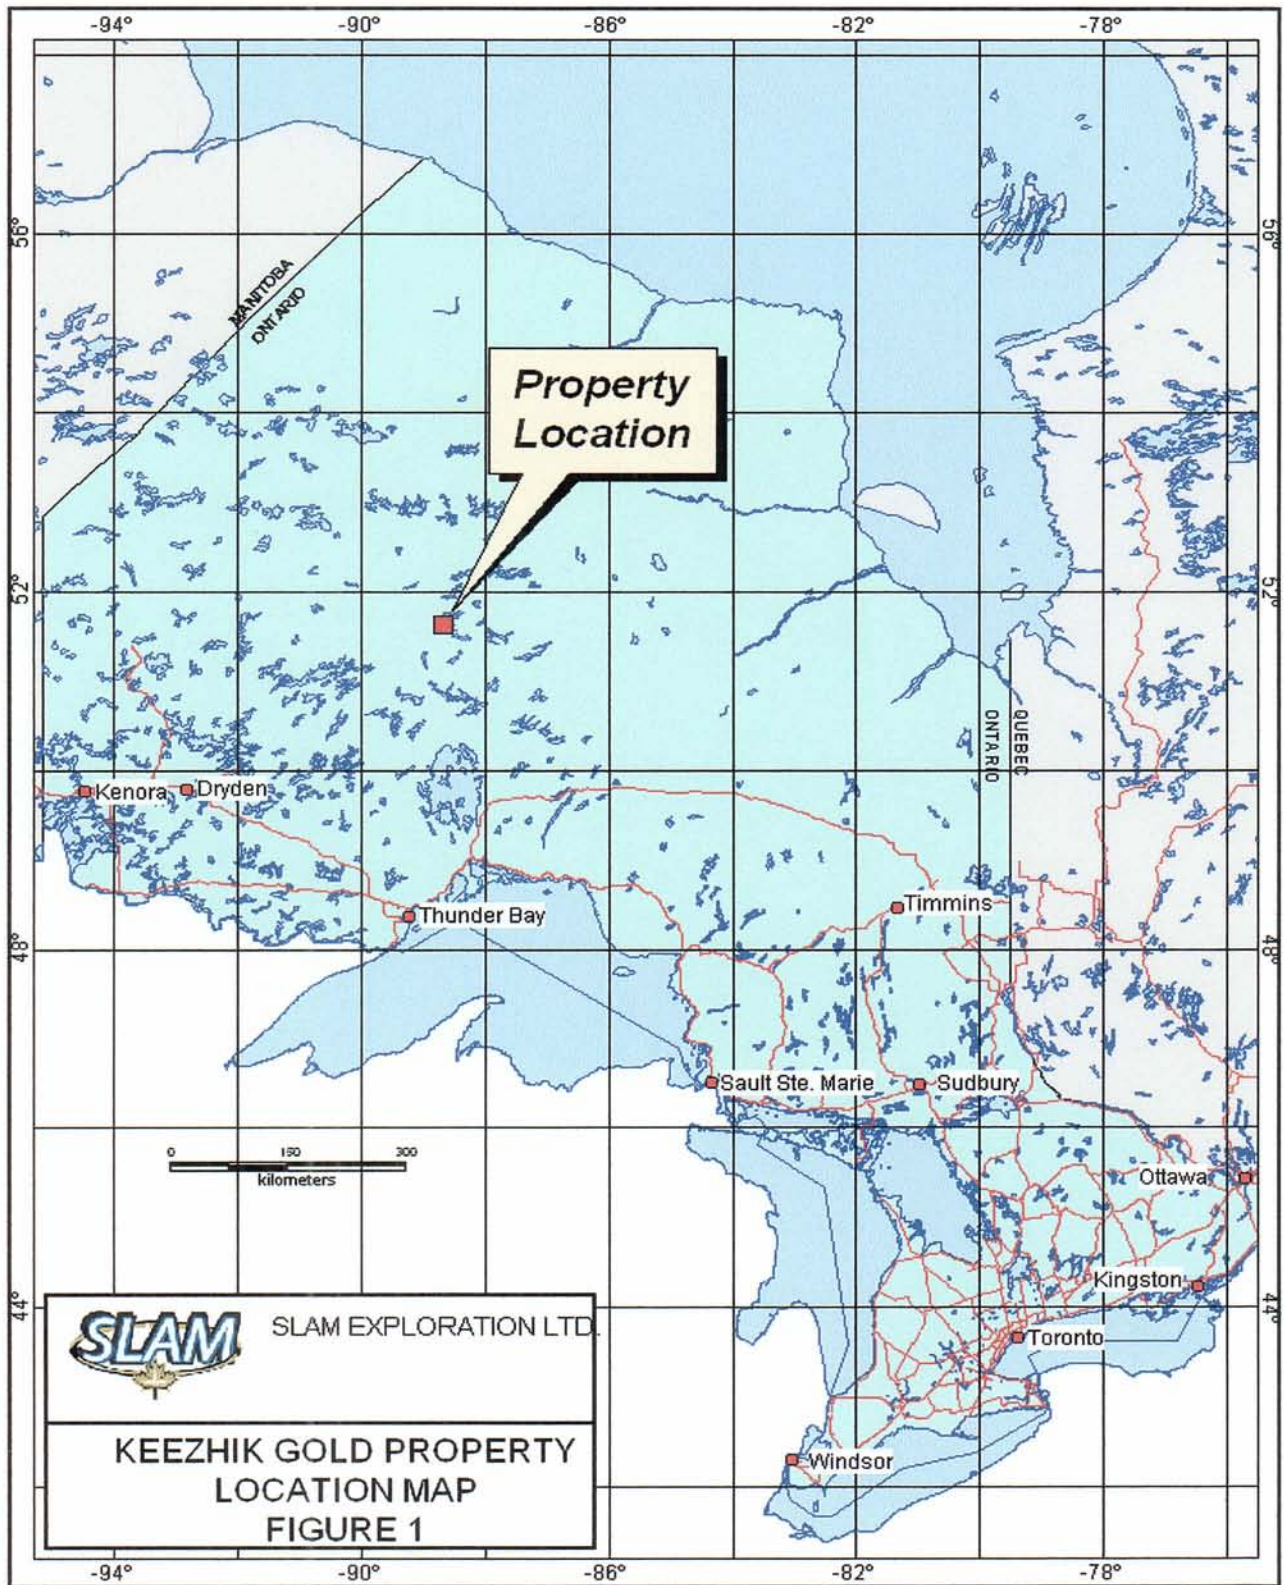 -94° -90° -86° -82° -78°
56° 56°
MANITOBA
ONTARIO
Property
Location
52° 52°
ONTARIO
QUEBEC
Kenora
Dryden
Thunder Bay
Timmins
48° 48°
Sault Ste. Marie
Sudbury
0 150 300
kilometers
Ottawa
Kingston
44° 44°
SLAM
SLAM EXPLORATION LTD.
Toronto
Windsor
KEEZHIK GOLD PROPERTY
LOCATION MAP
FIGURE 1
-94° -90° -86° -82° -78°